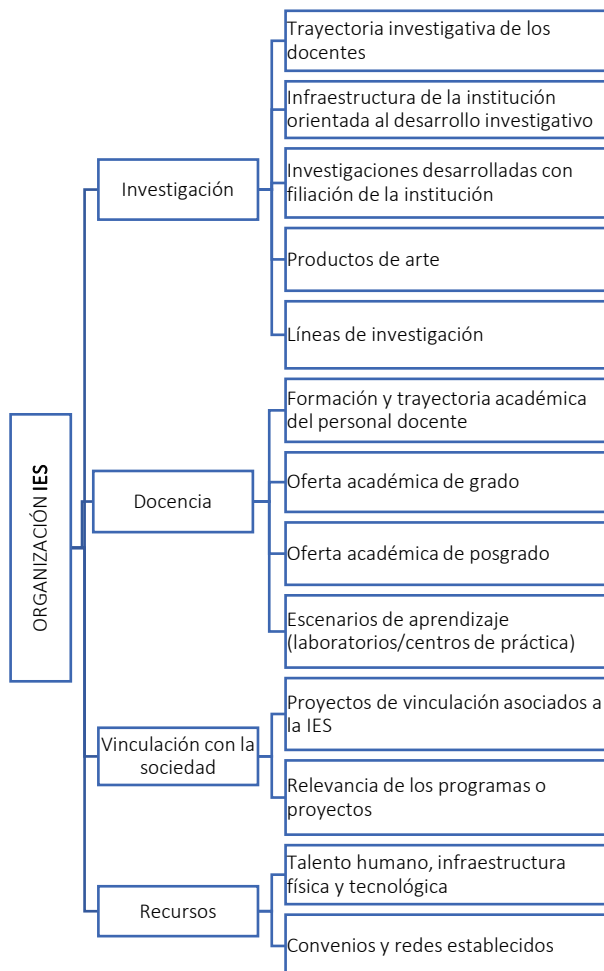 ORGANIZACIÓN IES
Investigación
Trayectoria investigativa de los
docentes
Infraestructura de la institución
orientada al desarrollo investigativo
Investigaciones desarrolladas con
filiación de la institución
Productos de arte
Líneas de investigación
Docencia
Formación y trayectoria académica
del personal docente
Oferta académica de grado
Oferta académica de posgrado
Escenarios de aprendizaje
(laboratorios/centros de práctica)
Vinculación con la
sociedad
Proyectos de vinculación asociados a
la IES
Relevancia de los programas o
proyectos
Recursos
Talento humano, infraestructura
física y tecnológica
Convenios y redes establecidos